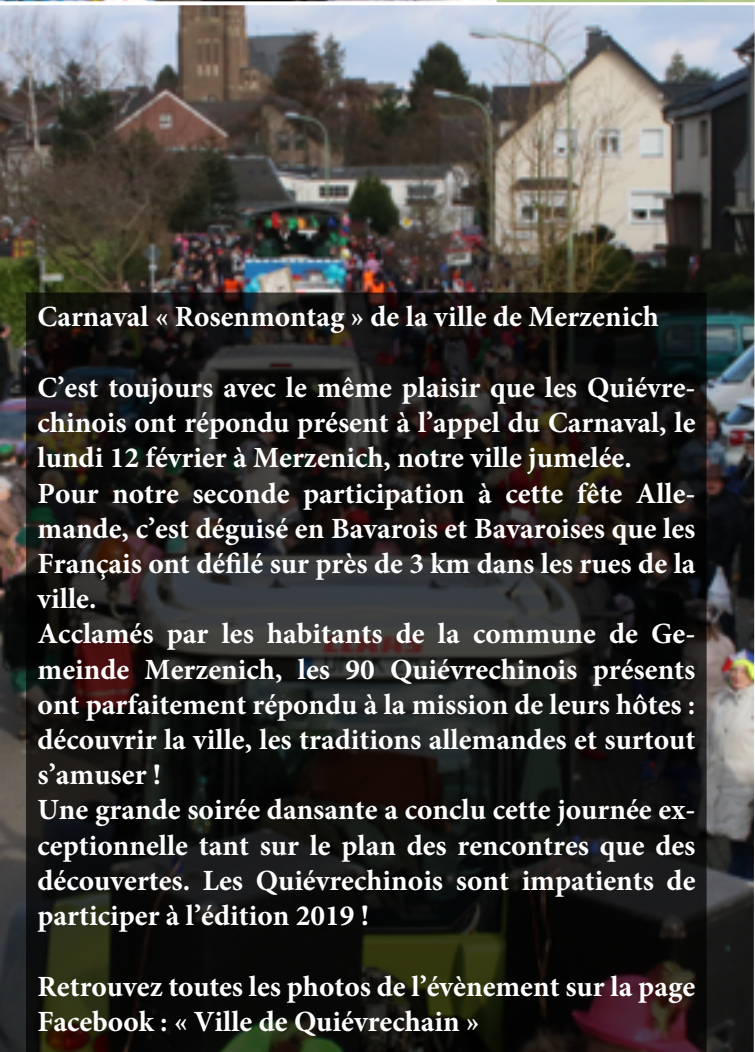 Carnaval « Rosenmontag » de la ville de Merzenich
C’est toujours avec le même plaisir que les Quiévre-
chinois ont répondu présent à l’appel du Carnaval, le
lundi 12 février à Merzenich, notre ville jumelée.
Pour notre seconde participation à cette fête Alle-
mande, c’est déguisé en Bavarois et Bavaroises que les
Français ont défilé sur près de 3 km dans les rues de la
ville.
Acclamés par les habitants de la commune de Ge-
meinde Merzenich, les 90 Quiévrechinois présents
ont parfaitement répondu à la mission de leurs hôtes :
découvrir la ville, les traditions allemandes et surtout
s’amuser !
Une grande soirée dansante a conclu cette journée ex-
ceptionnelle tant sur le plan des rencontres que des
découvertes. Les Quiévrechinois sont impatients de
participer à l’édition 2019 !
Retrouvez toutes les photos de l’évènement sur la page
Facebook : « Ville de Quiévrechain »